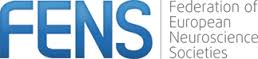 FENS
Federation of
European
Neuroscience
Societies